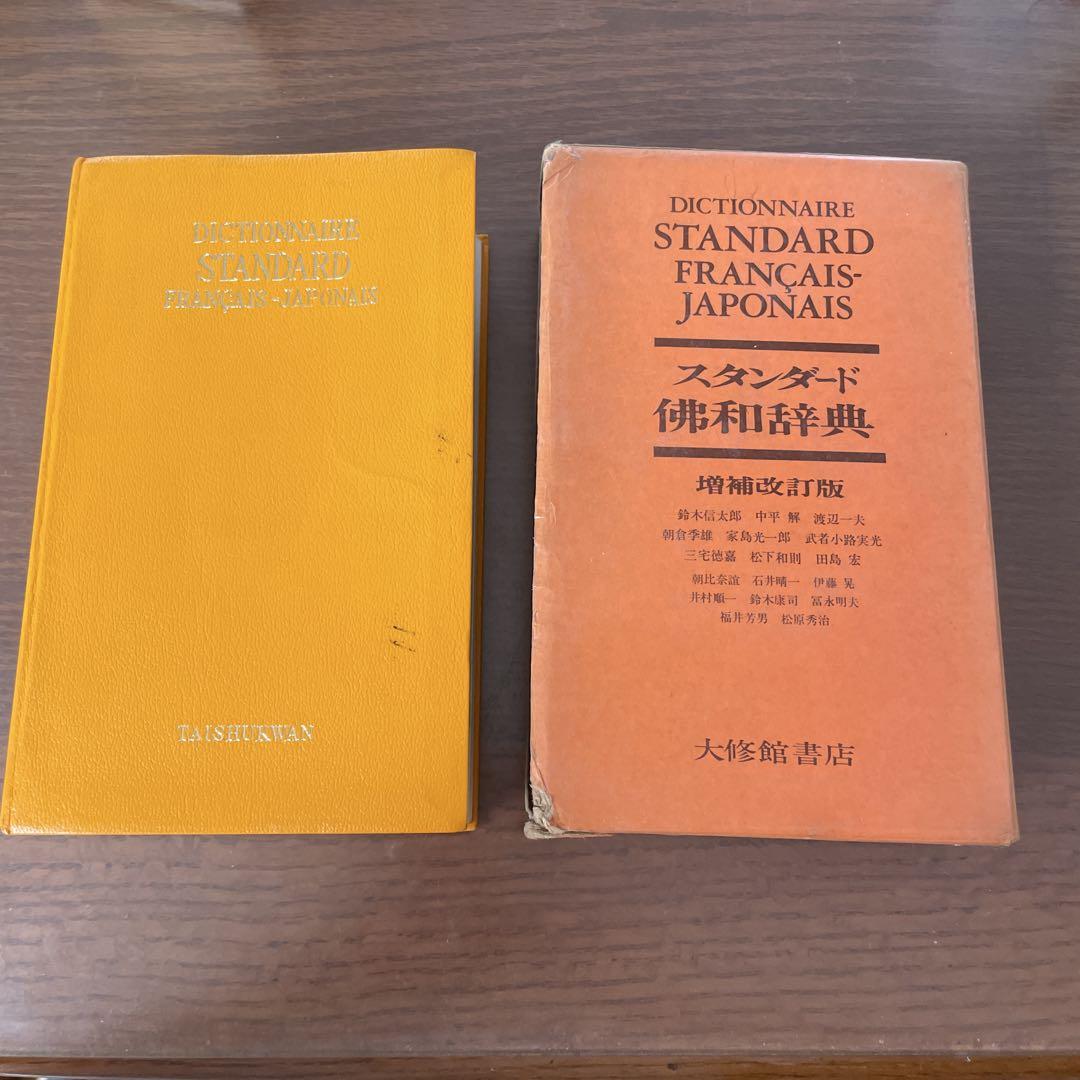 DICTIONNAIRE
STANDARD
FRANÇAIS-JAPONAIS
TAISHUKWAN
DICTIONNAIRE
STANDARD
FRANÇAIS-
JAPONAIS
スタンダード
佛和辞典
増補改訂版
鈴木信太郎 中平 解 渡辺一夫
朝倉季雄 家島光一郎 武者小路実光
三宅徳嘉 松下和則 田島 宏
朝比奈誼 石井晴一 伊藤 晃
井村順一 鈴木康司 冨永明夫
福井芳男 松原秀治
大修館書店